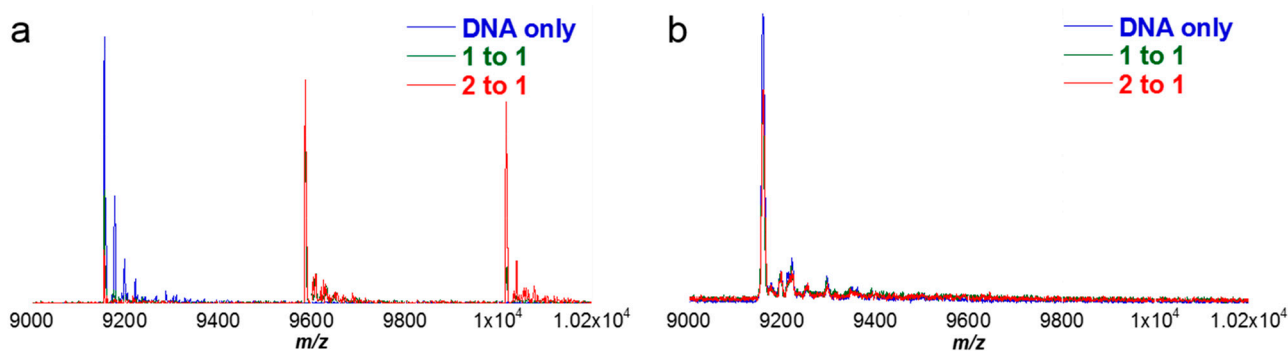 a
DNA only
1 to 1
2 to 1
9000 9200 9400 9600 9800 1x10⁴ 1.02x10⁴
m/z
b
DNA only
1 to 1
2 to 1
9000 9200 9400 9600 9800 1x10⁴ 1.02x10⁴
m/z